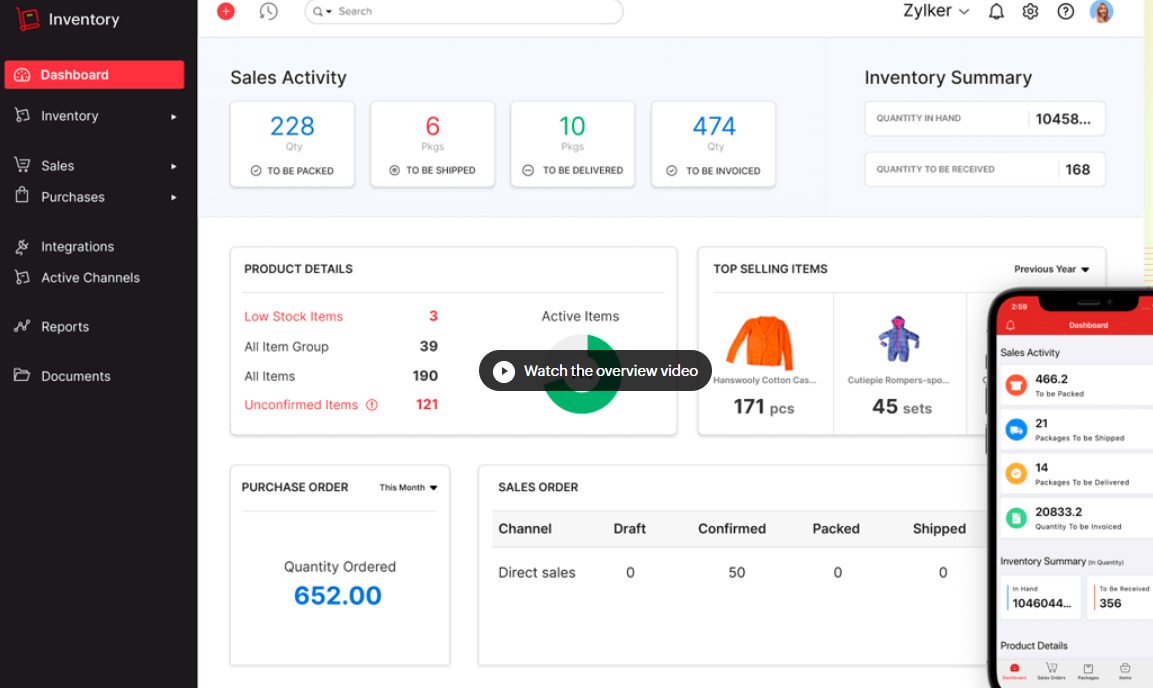 Inventory
Search
Zylker
Dashboard
Inventory
Sales
Purchases
Integrations
Active Channels
Reports
Documents
Sales Activity
228
Qty
TO BE PACKED
6
Pkgs
TO BE SHIPPED
10
Pkgs
TO BE DELIVERED
474
Qty
TO BE INVOICED
Inventory Summary
QUANTITY IN HAND 10458...
QUANTITY TO BE RECEIVED 168
PRODUCT DETAILS
Low Stock Items 3
All Item Group 39
All Items 190
Unconfirmed Items 121
Active Items
Watch the overview video
TOP SELLING ITEMS Previous Year
Hanswooly Cotton Cas...
171 pcs
Cutiepie Rompers-spo...
45 sets
PURCHASE ORDER This Month
Quantity Ordered
652.00
SALES ORDER
Channel Draft Confirmed Packed Shipped
Direct sales 0 50 0 0
2:59
Dashboard
Sales Activity
466.2
To be Packed
21
Packages To be Shipped
14
Packages To be Delivered
20833.2
Quantity To be Invoiced
Inventory Summary (In Quantity)
In Hand
1046044...
To Be Received
356
Product Details
Dashboard Sales Orders Packages Items